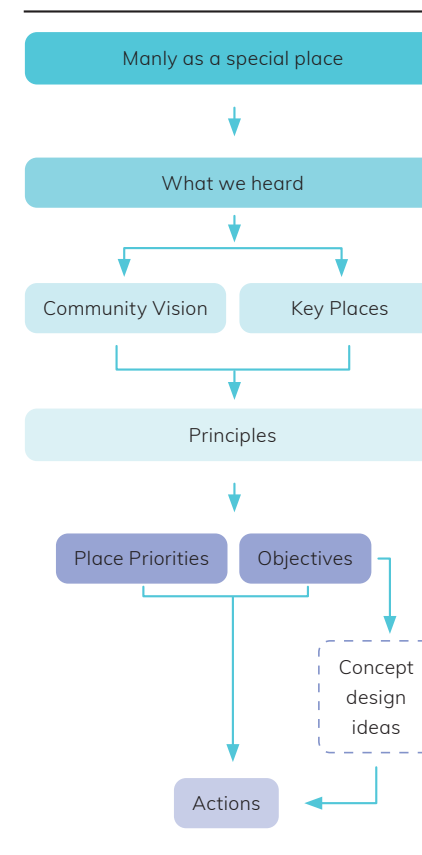 Manly as a special place
What we heard
Community Vision
Key Places
Principles
Place Priorities
Objectives
Concept
design
ideas
Actions